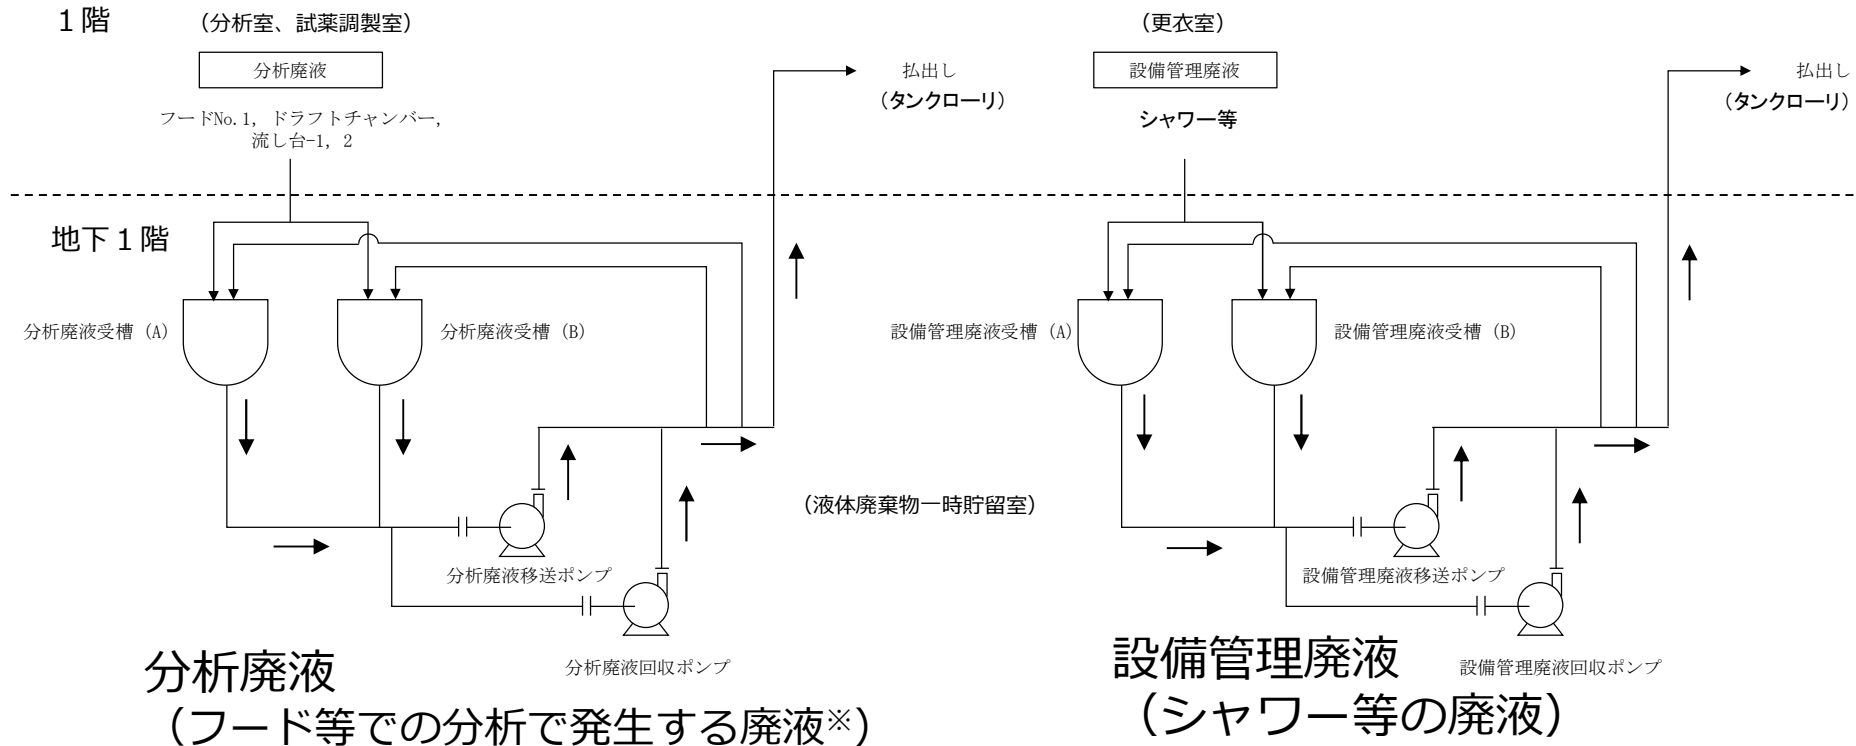 １階
（分析室、試薬調製室）
分析廃液
フードNo.1, ドラフトチャンバー,
流し台-1, 2
払出し
（タンクローリ）
（更衣室）
設備管理廃液
シャワー等
払出し
（タンクローリ）
地下１階
分析廃液受槽 (A)
分析廃液受槽 (B)
設備管理廃液受槽 (A)
設備管理廃液受槽 (B)
（液体廃棄物一時貯留室）
分析廃液移送ポンプ
分析廃液回収ポンプ
設備管理廃液移送ポンプ
設備管理廃液回収ポンプ
分析廃液
（フード等での分析で発生する廃液※）
設備管理廃液
（シャワー等の廃液）